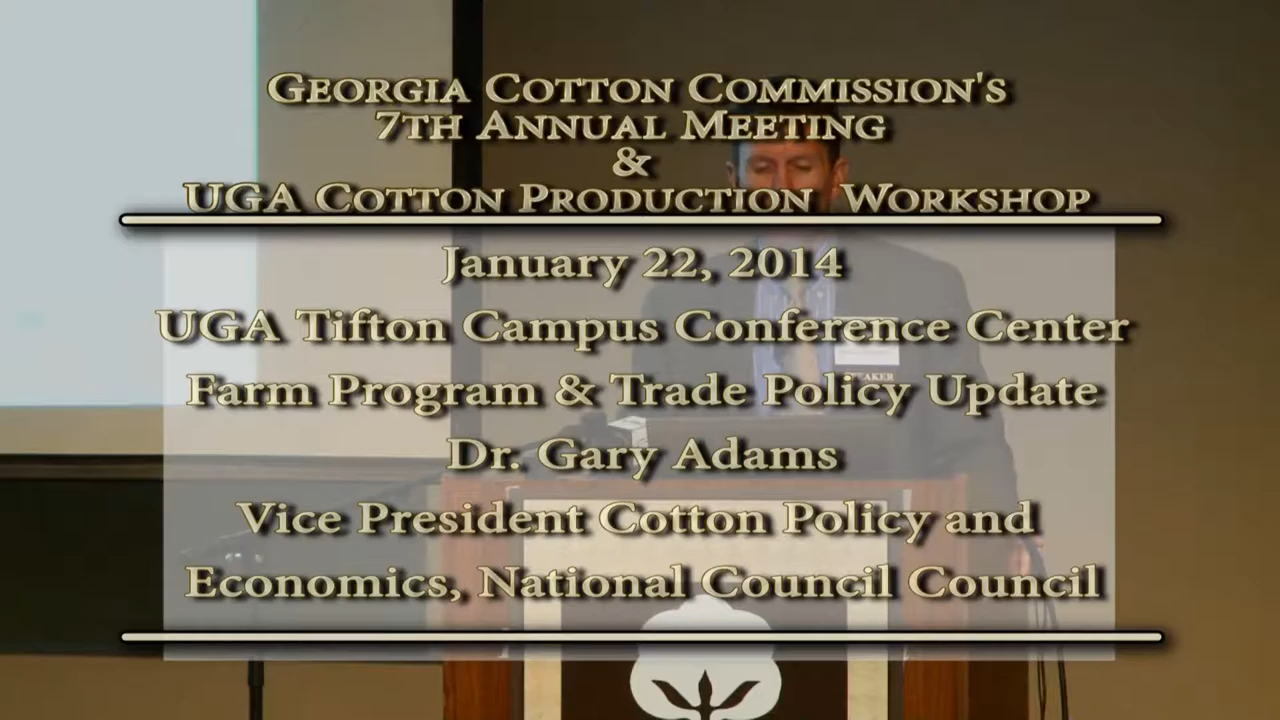 Georgia Cotton Commission's
7th Annual Meeting
&
UGA Cotton Production Workshop
January 22, 2014
UGA Tifton Campus Conference Center
Farm Program & Trade Policy Update
Dr. Gary Adams
Vice President Cotton Policy and
Economics, National Council Council
SPEAKER